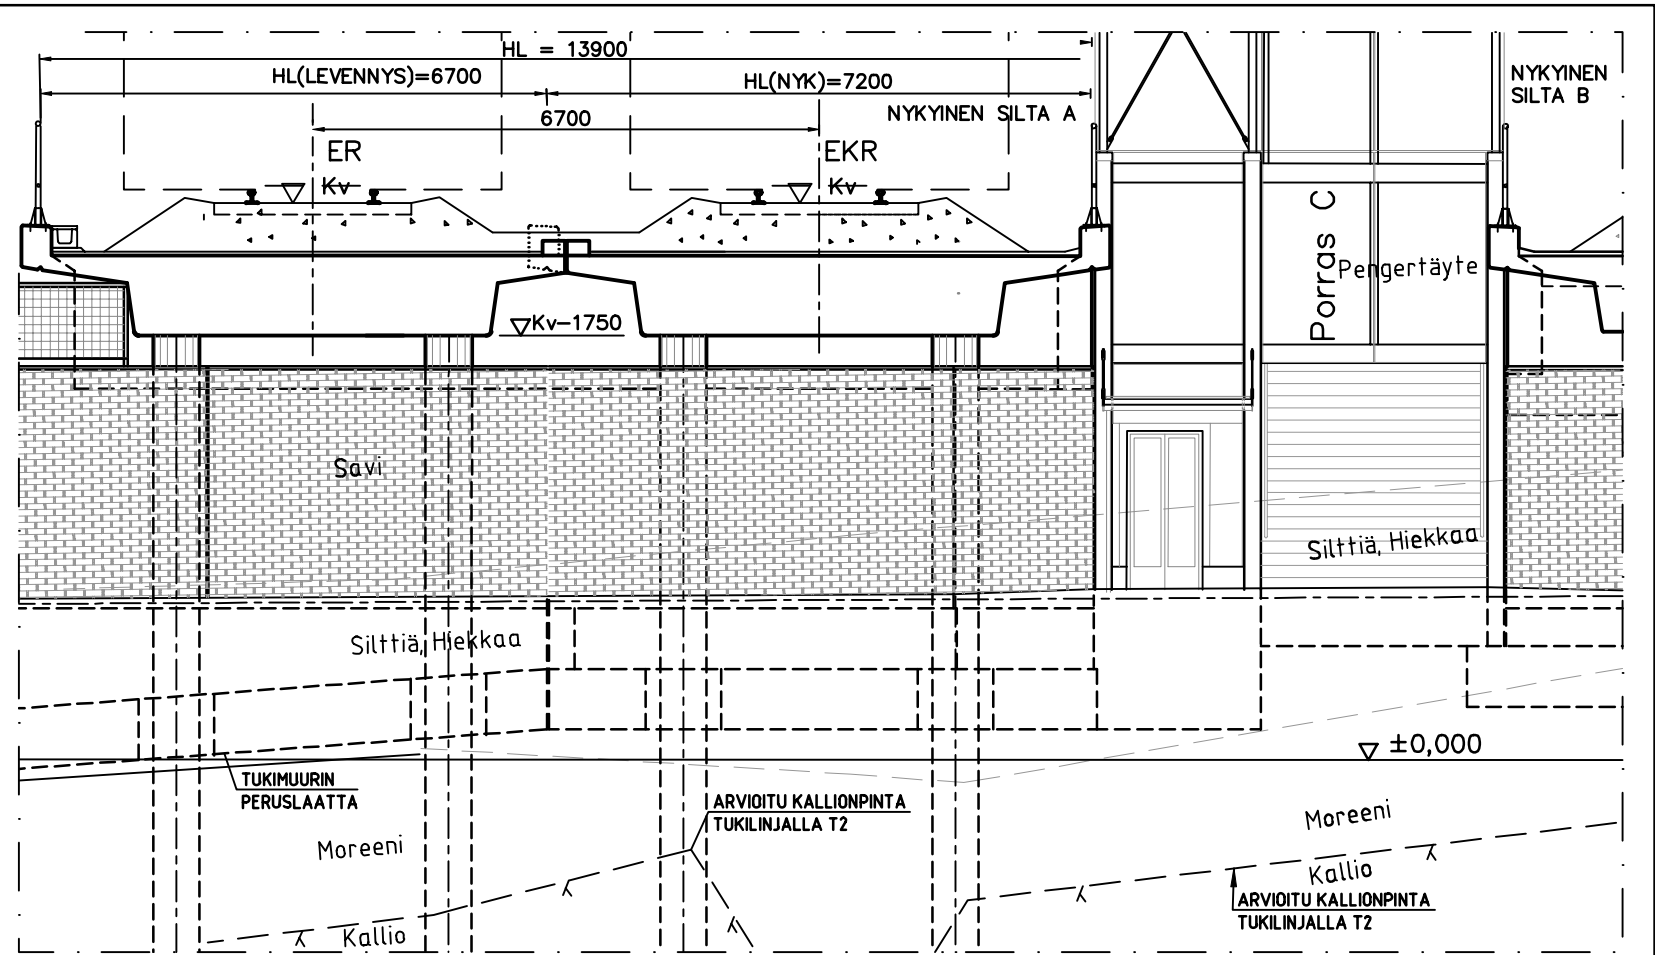 HL = 13900
HL(LEVENNYS)=6700
HL(NYK)=7200
NYKYINEN
SILTA B
6700
NYKYINEN SILTA A
ER
EKR
Kv
Kv
Porras C
Pengertäyte
Kv-1750
Savi
Silttiä, Hiekkaa
Silttiä, Hiekkaa
±0,000
TUKIMUURIN
PERUSLAATTA
ARVIOITU KALLIONPINTA
TUKILINJALLA T2
Moreeni
Moreeni
Kallio
ARVIOITU KALLIONPINTA
TUKILINJALLA T2
Kallio